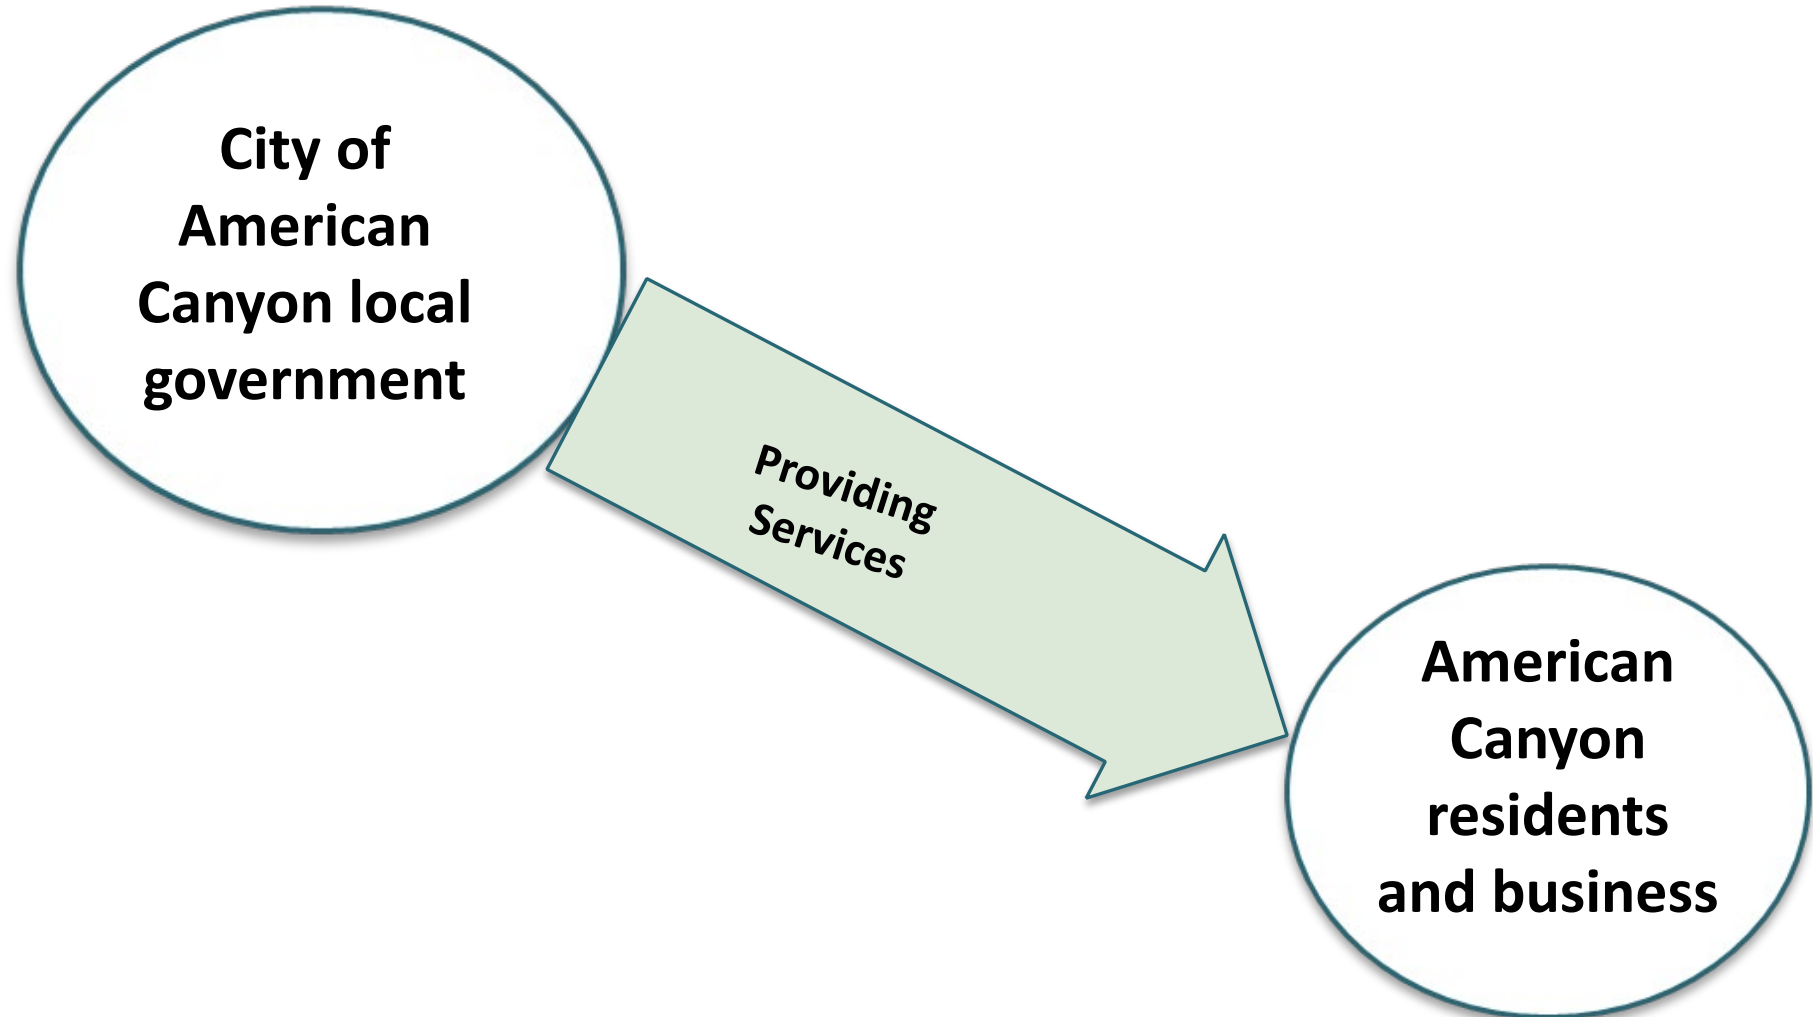 City of
American
Canyon local
government
Providing
Services
American
Canyon
residents
and business